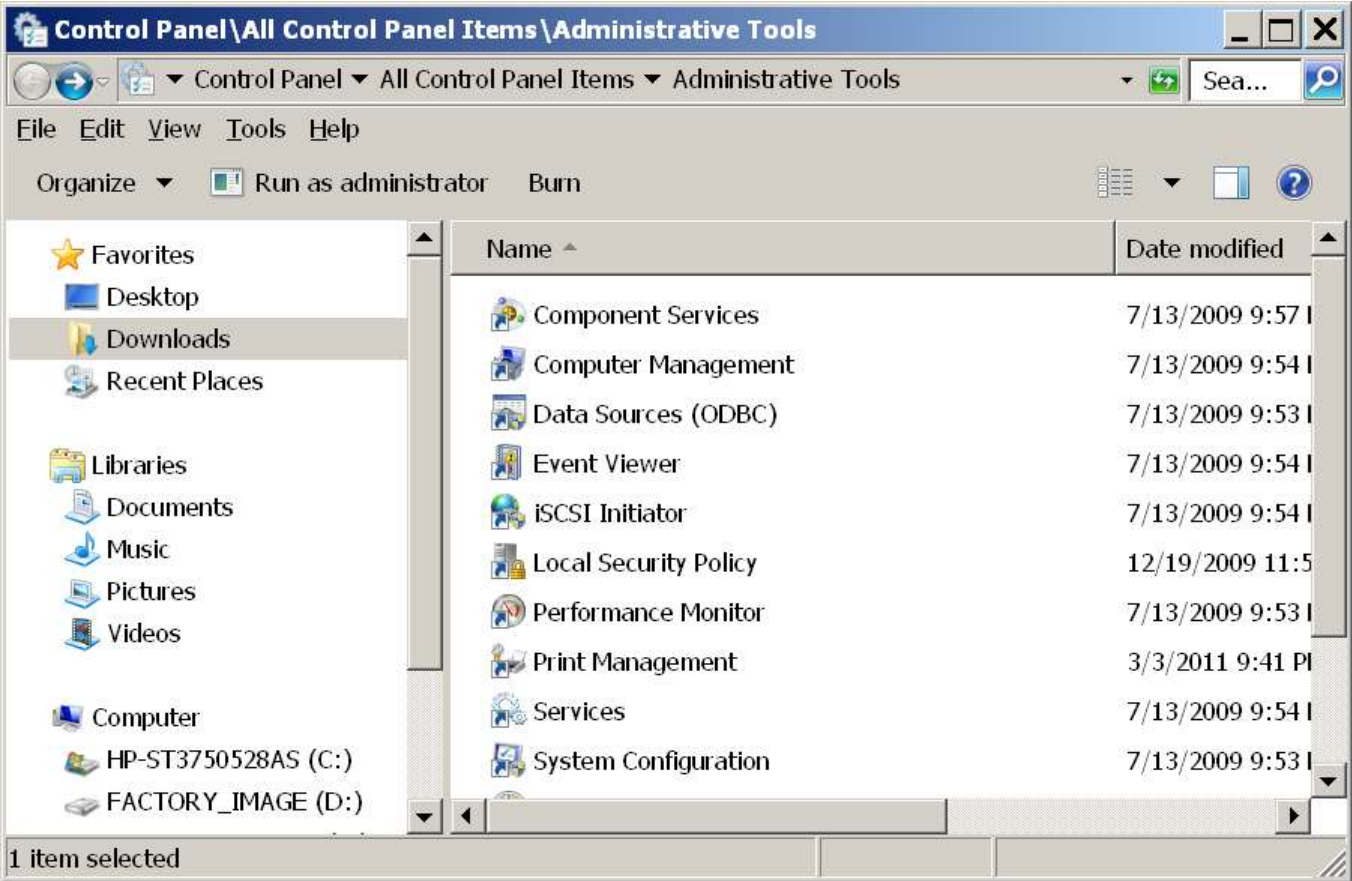 Control Panel\All Control Panel Items\Administrative Tools
Control Panel All Control Panel Items Administrative Tools Sea...
File Edit View Tools Help
Organize Run as administrator Burn
Favorites
Desktop
Downloads
Recent Places
Libraries
Documents
Music
Pictures
Videos
Computer
HP-ST3750528AS (C:)
FACTORY_IMAGE (D:)
Name Date modified
Component Services 7/13/2009 9:57
Computer Management 7/13/2009 9:54
Data Sources (ODBC) 7/13/2009 9:53
Event Viewer 7/13/2009 9:54
iSCSI Initiator 7/13/2009 9:54
Local Security Policy 12/19/2009 11:5
Performance Monitor 7/13/2009 9:53
Print Management 3/3/2011 9:41 P
Services 7/13/2009 9:54
System Configuration 7/13/2009 9:53
1 item selected